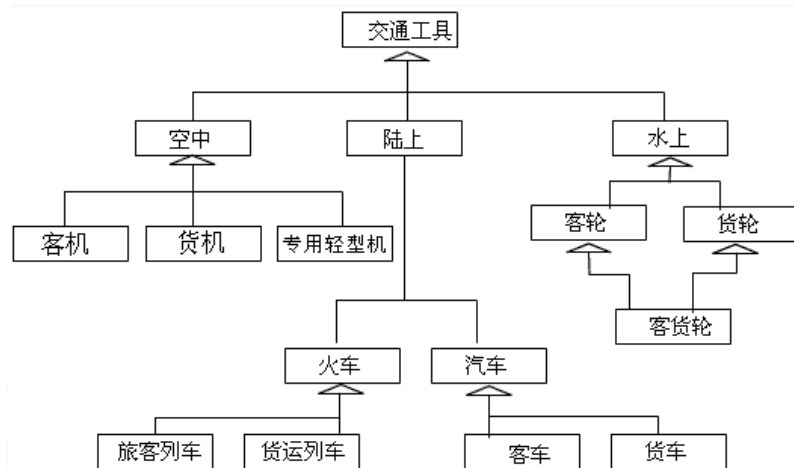 交通工具
空中
陆上
水上
客机
货机
专用轻型机
客轮
货轮
客货轮
火车
汽车
旅客列车
货运列车
客车
货车